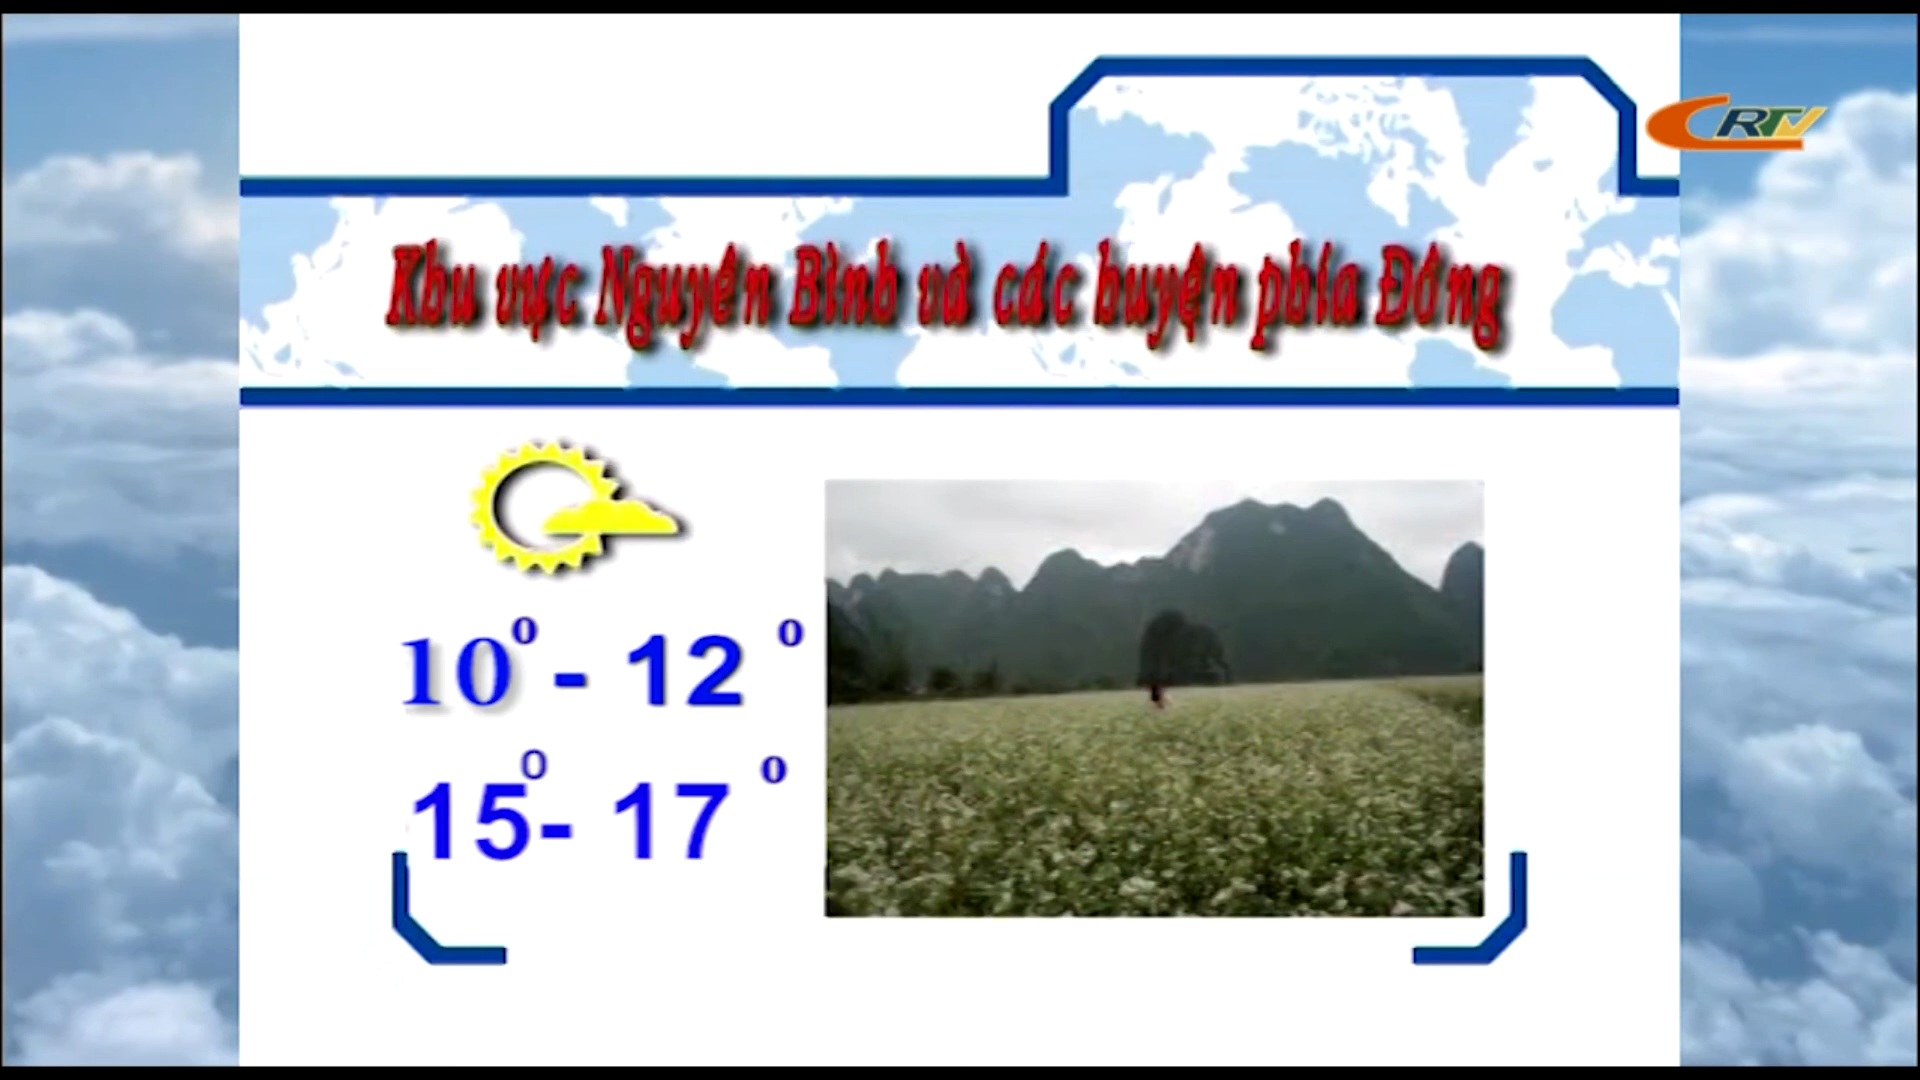 CRTV
Khu vực Nguyên Bình và các huyện phía Đông
10° - 12°
15° - 17°